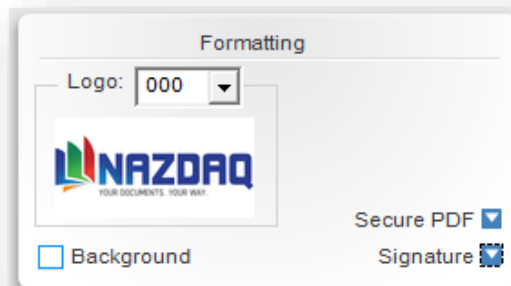 Formatting
Logo: 000
NAZDAQ
YOUR DOCUMENTS. YOUR WAY.
Secure PDF
Background
Signature